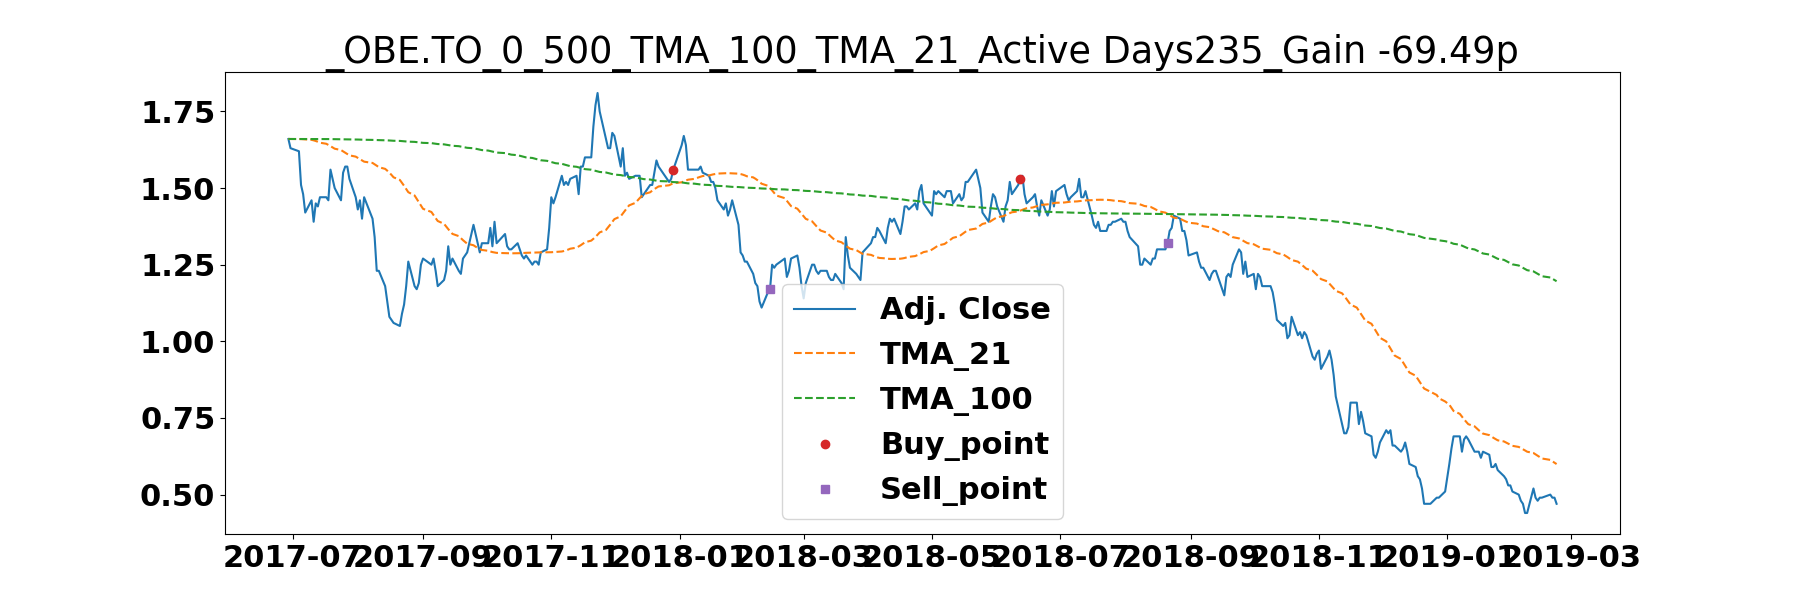 _OBE.TO_0_500_TMA_100_TMA_21_Active Days235_Gain -69.49p
1.75
1.50
1.25
1.00
0.75
0.50
Adj. Close
TMA_21
TMA_100
Buy_point
Sell_point
2017-07 2017-09 2017-11 2018-01 2018-03 2018-05 2018-07 2018-09 2018-11 2019-01 2019-03